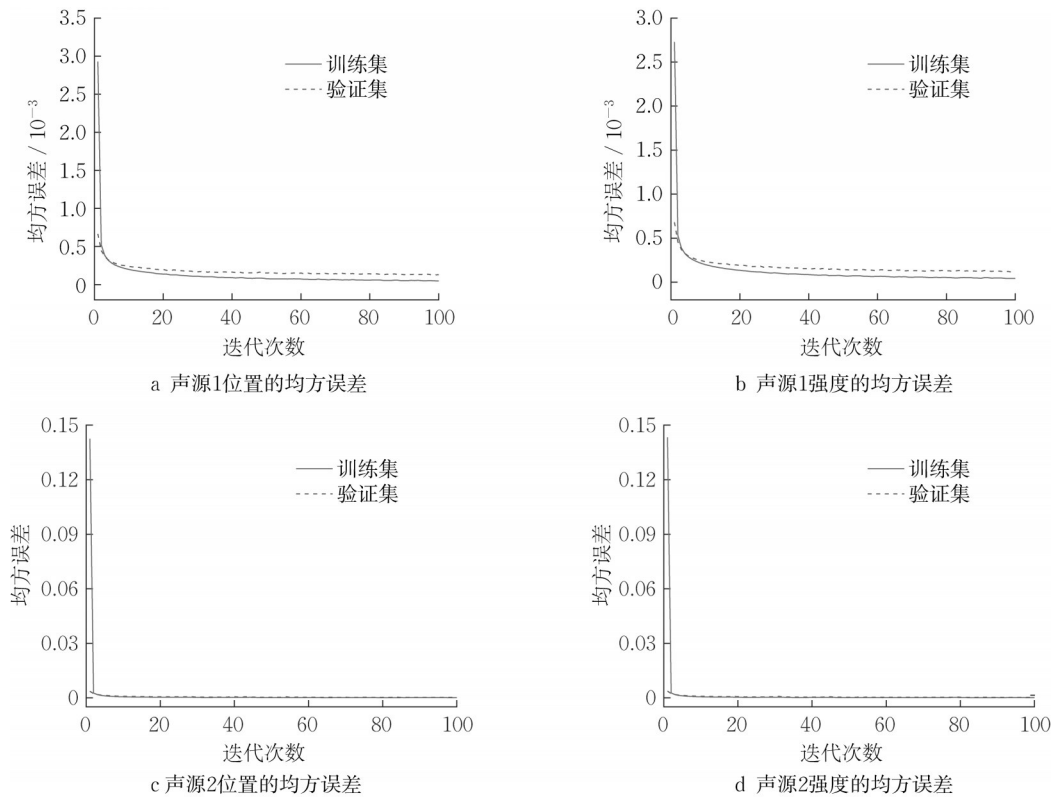 3.5
3.0
2.5
2.0
1.5
1.0
0.5
0
均方误差 / 10⁻³
训练集
验证集
0 20 40 60 80 100
迭代次数
a 声源1位置的均方误差
3.0
2.5
2.0
1.5
1.0
0.5
0
均方误差 / 10⁻³
训练集
验证集
0 20 40 60 80 100
迭代次数
b 声源1强度的均方误差
0.15
0.12
0.09
0.06
0.03
0
均方误差
训练集
验证集
0 20 40 60 80 100
迭代次数
c 声源2位置的均方误差
0.15
0.12
0.09
0.06
0.03
0
均方误差
训练集
验证集
0 20 40 60 80 100
迭代次数
d 声源2强度的均方误差